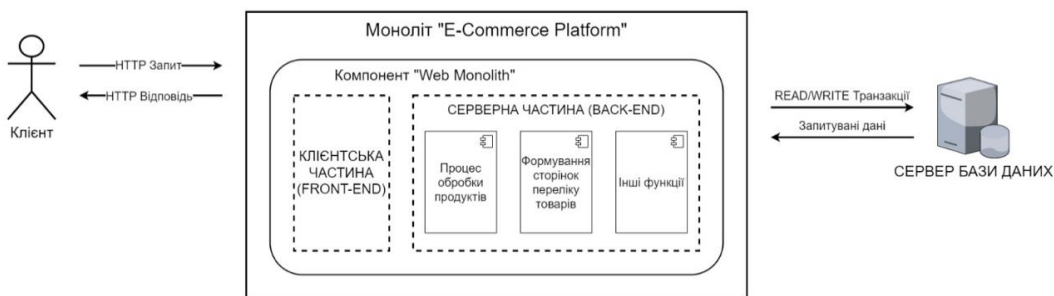 Моноліт "E-Commerce Platform"
Компонент "Web Monolith"
HTTP Запит
HTTP Відповідь
Клієнт
КЛІЄНТСЬКА
ЧАСТИНА
(FRONT-END)
СЕРВЕРНА ЧАСТИНА (BACK-END)
Процес
обробки
продуктів
Формування
сторінок
переліку
товарів
Інші функції
READ/WRITE Транзакції
Запитувані дані
СЕРВЕР БАЗИ ДАНИХ